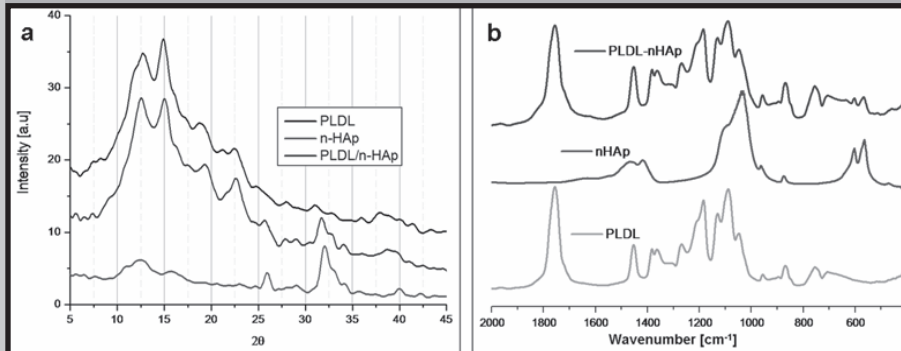 a
Intensity [a.u]
40
30
20
10
0
PLDL
n-HAp
PLDL/n-HAp
5 10 15 20 25 30 35 40 45
2θ
b
PLDL-nHAp
nHAp
PLDL
2000 1800 1600 1400 1200 1000 800 600
Wavenumber [cm⁻¹]